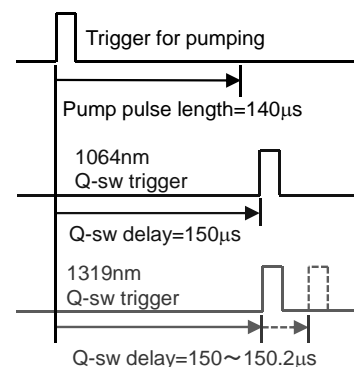 Trigger for pumping
Pump pulse length=140μs
1064nm
Q-sw trigger
Q-sw delay=150μs
1319nm
Q-sw trigger
Q-sw delay=150～150.2μs